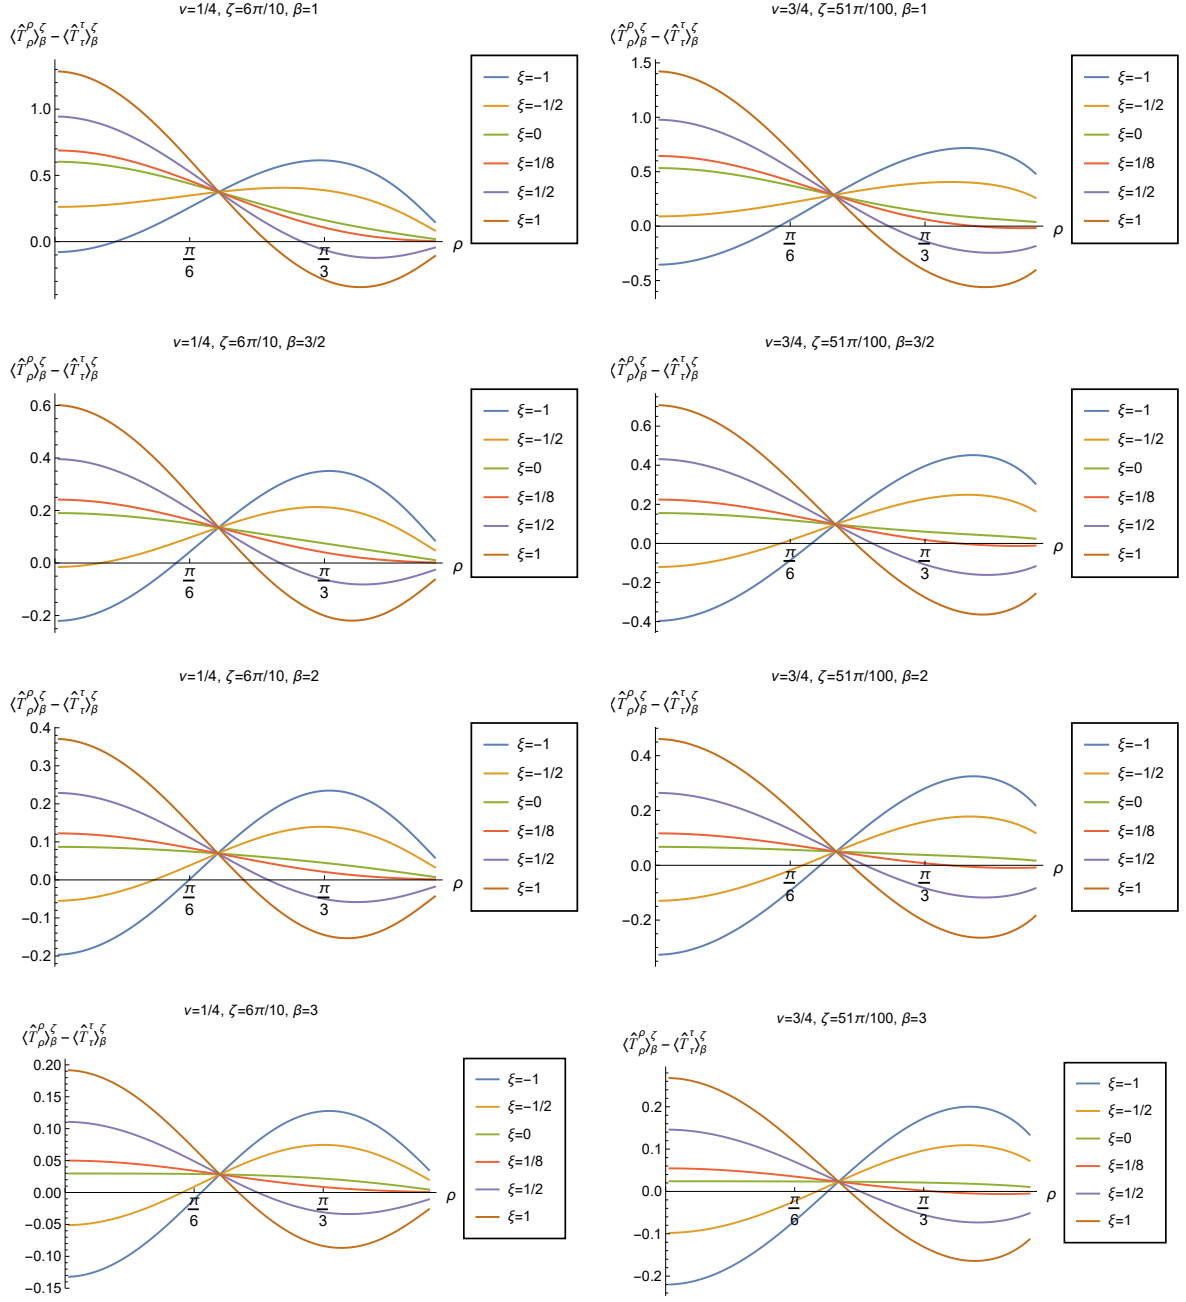 ν=1/4, ζ=6π/10, β=1
⟨T̂^ρ_ρ⟩^ζ_β − ⟨T̂^τ_τ⟩^ζ_β
1.0
0.5
0.0
π/6
π/3
ρ
ξ=−1
ξ=−1/2
ξ=0
ξ=1/8
ξ=1/2
ξ=1
ν=3/4, ζ=51π/100, β=1
⟨T̂^ρ_ρ⟩^ζ_β − ⟨T̂^τ_τ⟩^ζ_β
1.5
1.0
0.5
0.0
−0.5
π/6
π/3
ρ
ξ=−1
ξ=−1/2
ξ=0
ξ=1/8
ξ=1/2
ξ=1
ν=1/4, ζ=6π/10, β=3/2
⟨T̂^ρ_ρ⟩^ζ_β − ⟨T̂^τ_τ⟩^ζ_β
0.6
0.4
0.2
0.0
−0.2
π/6
π/3
ρ
ξ=−1
ξ=−1/2
ξ=0
ξ=1/8
ξ=1/2
ξ=1
ν=3/4, ζ=51π/100, β=3/2
⟨T̂^ρ_ρ⟩^ζ_β − ⟨T̂^τ_τ⟩^ζ_β
0.6
0.4
0.2
0.0
−0.2
−0.4
π/6
π/3
ρ
ξ=−1
ξ=−1/2
ξ=0
ξ=1/8
ξ=1/2
ξ=1
ν=1/4, ζ=6π/10, β=2
⟨T̂^ρ_ρ⟩^ζ_β − ⟨T̂^τ_τ⟩^ζ_β
0.4
0.3
0.2
0.1
0.0
−0.1
−0.2
π/6
π/3
ρ
ξ=−1
ξ=−1/2
ξ=0
ξ=1/8
ξ=1/2
ξ=1
ν=3/4, ζ=51π/100, β=2
⟨T̂^ρ_ρ⟩^ζ_β − ⟨T̂^τ_τ⟩^ζ_β
0.4
0.2
0.0
−0.2
π/6
π/3
ρ
ξ=−1
ξ=−1/2
ξ=0
ξ=1/8
ξ=1/2
ξ=1
ν=1/4, ζ=6π/10, β=3
⟨T̂^ρ_ρ⟩^ζ_β − ⟨T̂^τ_τ⟩^ζ_β
0.20
0.15
0.10
0.05
0.00
−0.05
−0.10
−0.15
π/6
π/3
ρ
ξ=−1
ξ=−1/2
ξ=0
ξ=1/8
ξ=1/2
ξ=1
ν=3/4, ζ=51π/100, β=3
⟨T̂^ρ_ρ⟩^ζ_β − ⟨T̂^τ_τ⟩^ζ_β
0.2
0.1
0.0
−0.1
−0.2
π/6
π/3
ρ
ξ=−1
ξ=−1/2
ξ=0
ξ=1/8
ξ=1/2
ξ=1